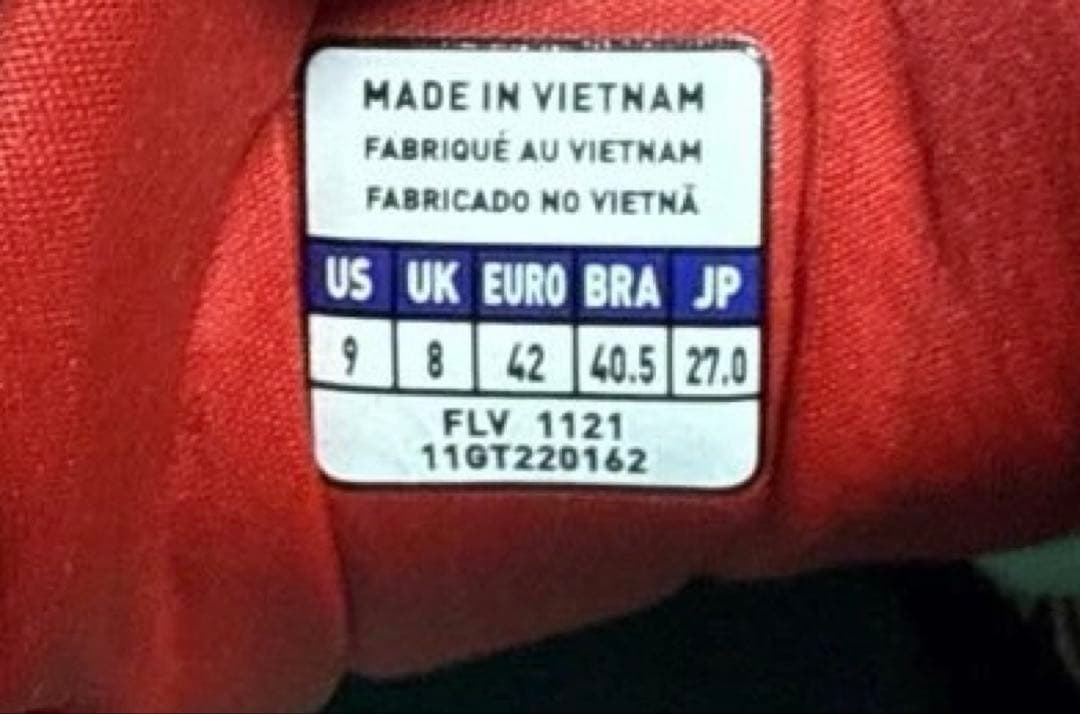 MADE IN VIETNAM
FABRIQUÉ AU VIETNAM
FABRICADO NO VIETNÃ
US UK EURO BRA JP
9 8 42 40.5 27.0
FLV 1121
11GT220162